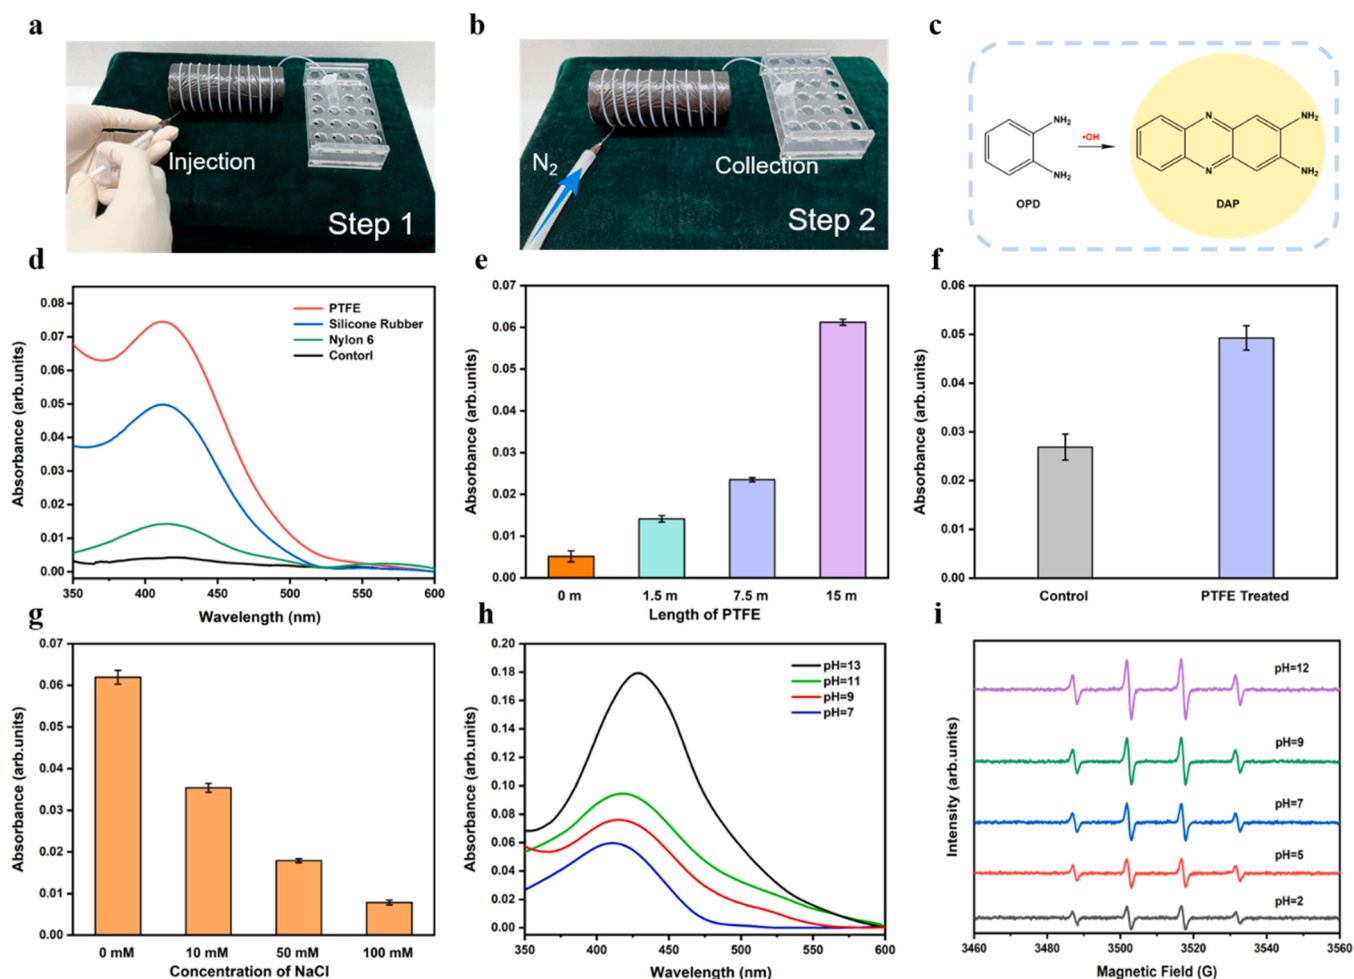 a
Injection
Step 1
b
N2
Collection
Step 2
c
NH2
NH2
•OH
OPD
N
N
NH2
NH2
DAP
d
Absorbance (arb.units)
0.08
0.07
0.06
0.05
0.04
0.03
0.02
0.01
0.00
PTFE
Silicone Rubber
Nylon 6
Contorl
350 400 450 500 550 600
Wavelength (nm)
e
Absorbance (arb.units)
0.07
0.06
0.05
0.04
0.03
0.02
0.01
0.00
0 m 1.5 m 7.5 m 15 m
Length of PTFE
f
Absorbance (arb.units)
0.06
0.05
0.04
0.03
0.02
0.01
0.00
Control PTFE Treated
g
Absorbance (arb.units)
0.07
0.06
0.05
0.04
0.03
0.02
0.01
0.00
0 mM 10 mM 50 mM 100 mM
Concentration of NaCl
h
Absorbance (arb.units)
0.20
0.18
0.16
0.14
0.12
0.10
0.08
0.06
0.04
0.02
0.00
pH=13
pH=11
pH=9
pH=7
350 400 450 500 550 600
Wavelength (nm)
i
Intensity (arb.units)
pH=12
pH=9
pH=7
pH=5
pH=2
3460 3480 3500 3520 3540 3560
Magnetic Field (G)